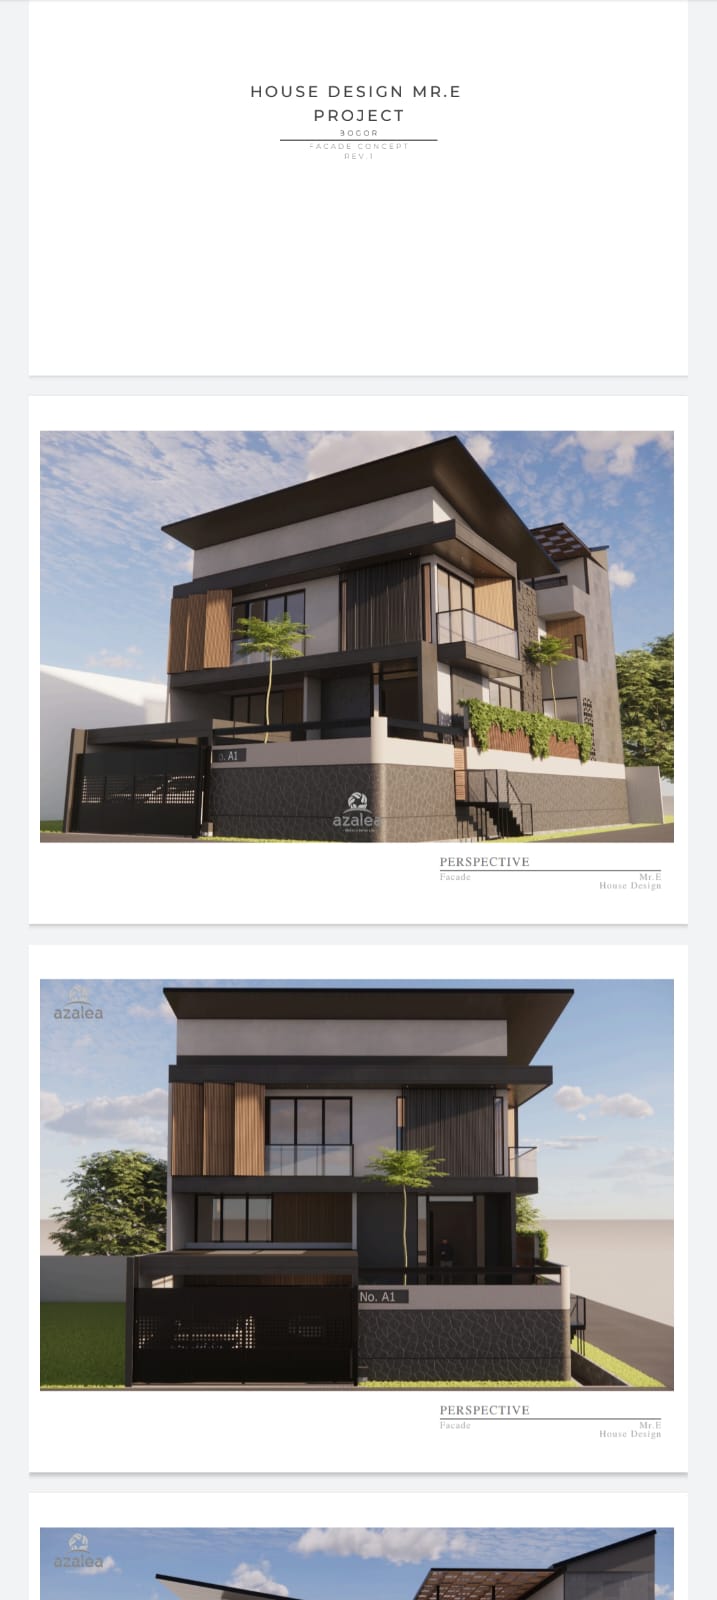 HOUSE DESIGN MR.E
PROJECT
BOGOR
FACADE CONCEPT
REV.1
No. A1
azalea
PERSPECTIVE
Facade
Mr.E
House Design
azalea
No. A1
PERSPECTIVE
Facade
Mr.E
House Design
azalea